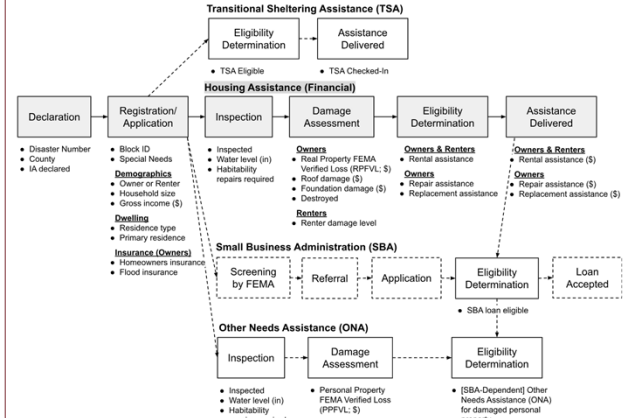 Transitional Sheltering Assistance (TSA)
Eligibility
Determination
Assistance
Delivered
• TSA Eligible
• TSA Checked-In
Housing Assistance (Financial)
Declaration
Registration/
Application
Inspection
Damage
Assessment
Eligibility
Determination
Assistance
Delivered
• Disaster Number
• County
• IA declared
• Block ID
• Special Needs
Demographics
• Owner or Renter
• Household size
• Gross income ($)
Dwelling
• Residence type
• Primary residence
Insurance (Owners)
• Homeowners insurance
• Flood insurance
• Inspected
• Water level (in)
• Habitability
repairs required
Owners
• Real Property FEMA
Verified Loss (RPFVL; $)
• Roof damage ($)
• Foundation damage ($)
• Destroyed
Renters
• Renter damage level
Owners & Renters
• Rental assistance
Owners
• Repair assistance
• Replacement assistance
Owners & Renters
• Rental assistance ($)
Owners
• Repair assistance ($)
• Replacement assistance ($)
Small Business Administration (SBA)
Screening
by FEMA
Referral
Application
Eligibility
Determination
Loan
Accepted
• SBA loan eligible
Other Needs Assistance (ONA)
Inspection
Damage
Assessment
Eligibility
Determination
• Inspected
• Water level (in)
• Habitability
• Personal Property
FEMA Verified Loss
(PPFVL; $)
• [SBA-Dependent] Other
Needs Assistance (ONA)
for damaged personal